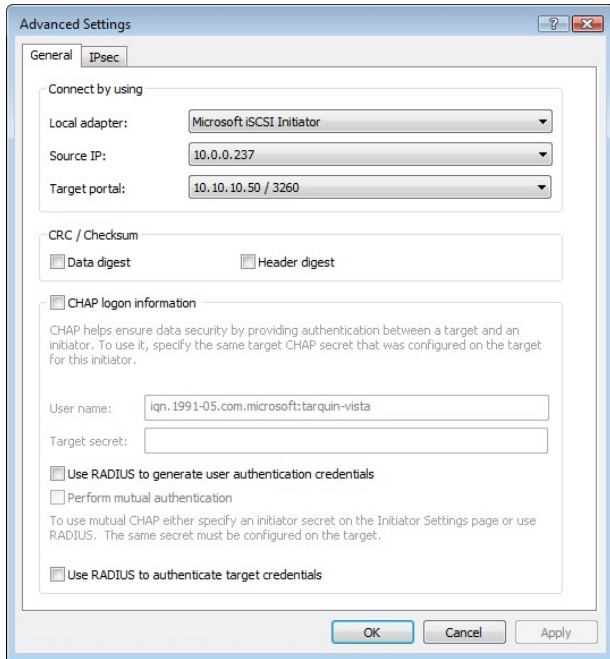 Advanced Settings
General
IPsec
Connect by using
Local adapter: Microsoft iSCSI Initiator
Source IP: 10.0.0.237
Target portal: 10.10.10.50 / 3260
CRC / Checksum
Data digest Header digest
CHAP logon information
CHAP helps ensure data security by providing authentication between a target and an
initiator. To use it, specify the same target CHAP secret that was configured on the target
for this initiator.
User name: iqn.1991-05.com.microsoft:tarquin-vista
Target secret:
Use RADIUS to generate user authentication credentials
Perform mutual authentication
To use mutual CHAP either specify an initiator secret on the Initiator Settings page or use
RADIUS. The same secret must be configured on the target.
Use RADIUS to authenticate target credentials
OK Cancel Apply